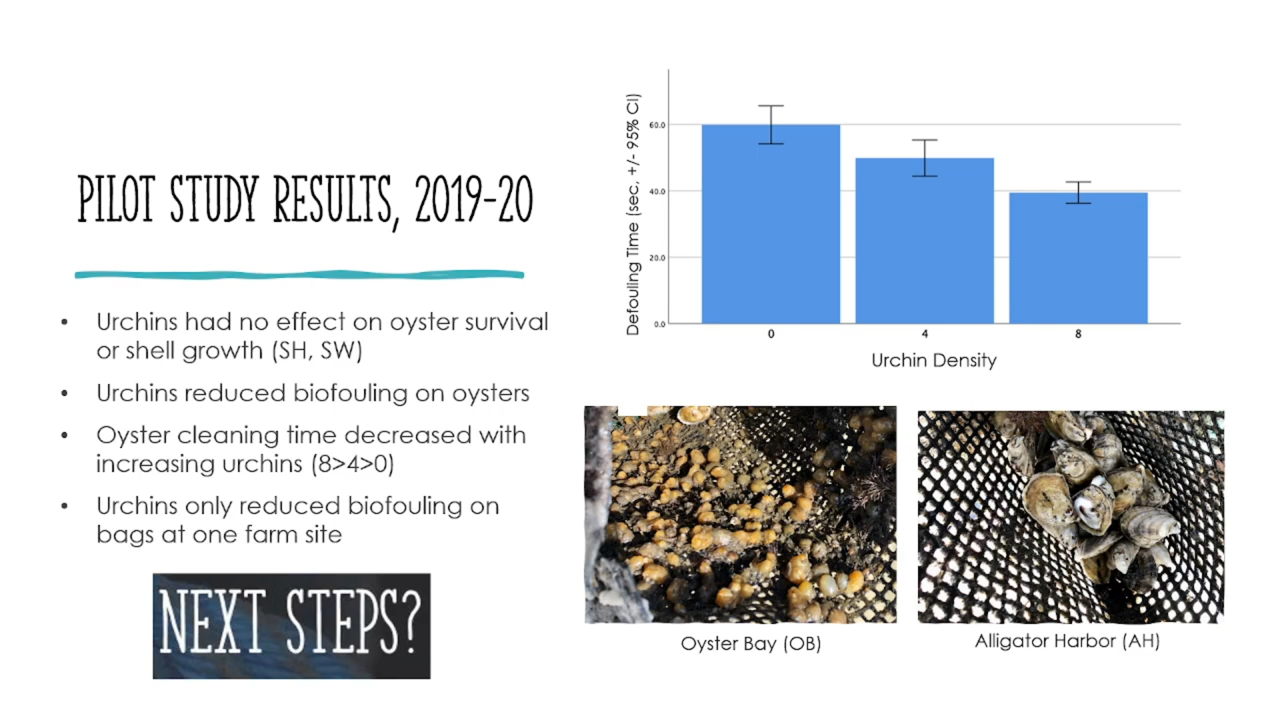 PILOT STUDY RESULTS, 2019-20
• Urchins had no effect on oyster survival
or shell growth (SH, SW)
• Urchins reduced biofouling on oysters
• Oyster cleaning time decreased with
increasing urchins (8>4>0)
• Urchins only reduced biofouling on
bags at one farm site
NEXT STEPS?
Defouling Time (sec, +/- 95% CI)
60.0
40.0
20.0
0.0
0 4 8
Urchin Density
Oyster Bay (OB)
Alligator Harbor (AH)